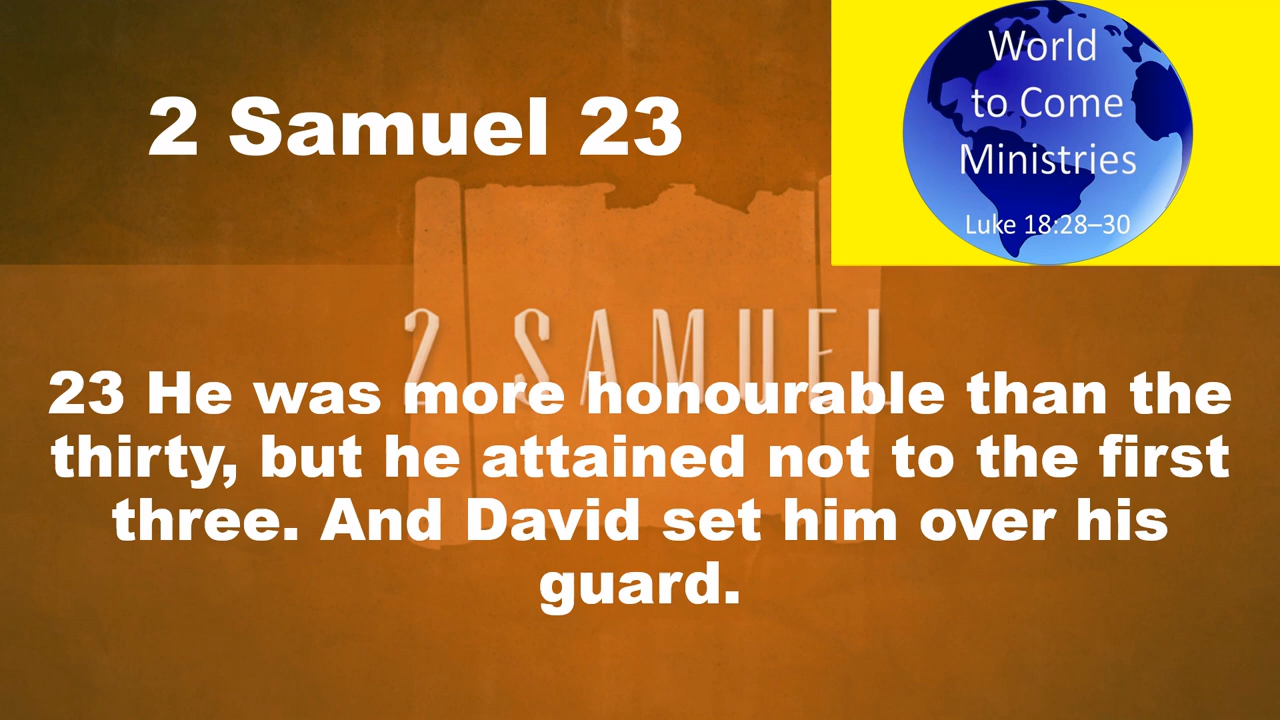 2 Samuel 23
World
to Come
Ministries
Luke 18:28–30
2 SAMUEL
23 He was more honourable than the
thirty, but he attained not to the first
three. And David set him over his
guard.